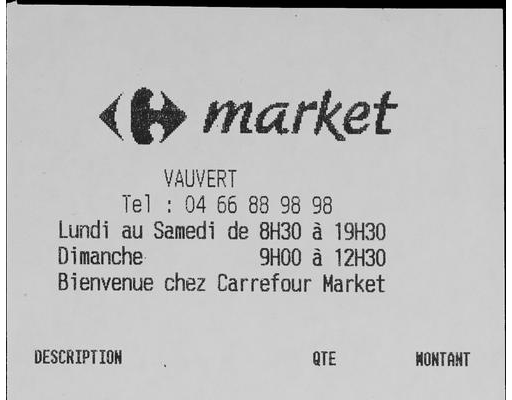 market
VAUVERT
Tel : 04 66 88 98 98
Lundi au Samedi de 8H30 à 19H30
Dimanche 9H00 à 12H30
Bienvenue chez Carrefour Market
DESCRIPTION QTE MONTANT